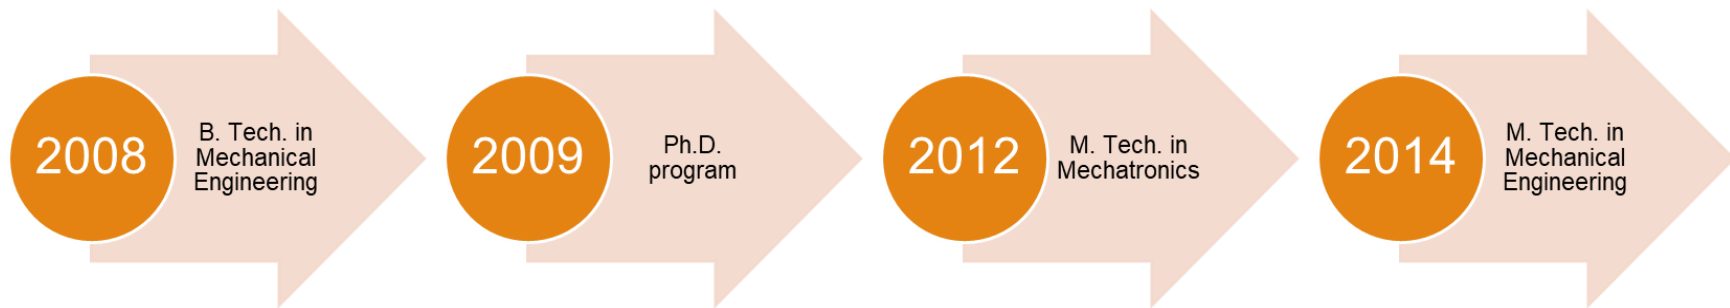 2008
B. Tech. in
Mechanical
Engineering
2009
Ph.D.
program
2012
M. Tech. in
Mechatronics
2014
M. Tech. in
Mechanical
Engineering